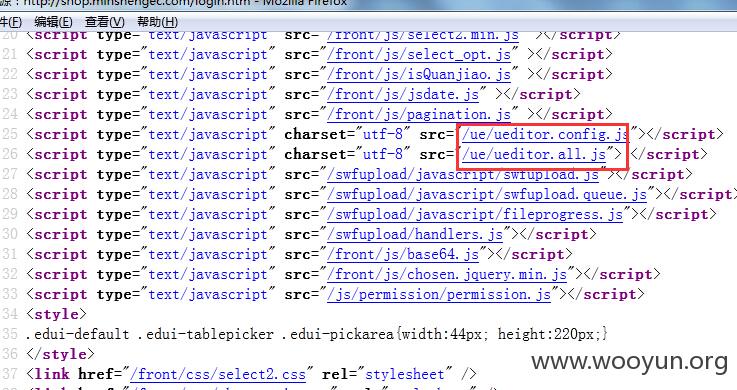 源：http://shop.minshengec.com/login.htm - Mozilla Firefox
件(F) 编辑(E) 查看(V) 帮助(H)
20 <script type="text/javascript" src="/front/js/select2.min.js" ></script>
21 <script type="text/javascript" src="/front/js/select_opt.js" ></script>
22 <script type="text/javascript" src="/front/js/isQuanjiao.js" ></script>
23 <script type="text/javascript" src="/front/js/jsdate.js" ></script>
24 <script type="text/javascript" src="/front/js/pagination.js" ></script>
25 <script type="text/javascript" charset="utf-8" src="/ue/ueditor.config.js"></script>
26 <script type="text/javascript" charset="utf-8" src="/ue/ueditor.all.js"> </script>
27 <script type="text/javascript" src="/swfupload/javascript/swfupload.js"></script>
28 <script type="text/javascript" src="/swfupload/javascript/swfupload.queue.js"></script>
29 <script type="text/javascript" src="/swfupload/javascript/fileprogress.js"></script>
30 <script type="text/javascript" src="/swfupload/handlers.js"></script>
31 <script type="text/javascript" src="/front/js/base64.js"></script>
32 <script type="text/javascript" src="/front/js/chosen.jquery.min.js"></script>
33 <script type="text/javascript" src="/js/permission/permission.js"></script>
34 <style>
35 .edui-default .edui-tablepicker .edui-pickarea{width:44px; height:220px;}
36 </style>
37 <link href="/front/css/select2.css" rel="stylesheet" />
www.wooyun.org